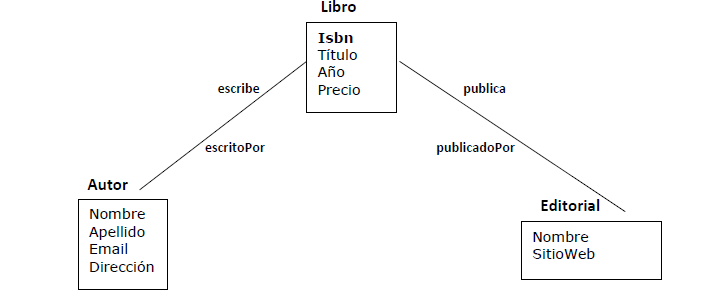 Libro
Isbn
Título
Año
Precio
escribe
publica
escritoPor
publicadoPor
Autor
Nombre
Apellido
Email
Dirección
Editorial
Nombre
SitioWeb